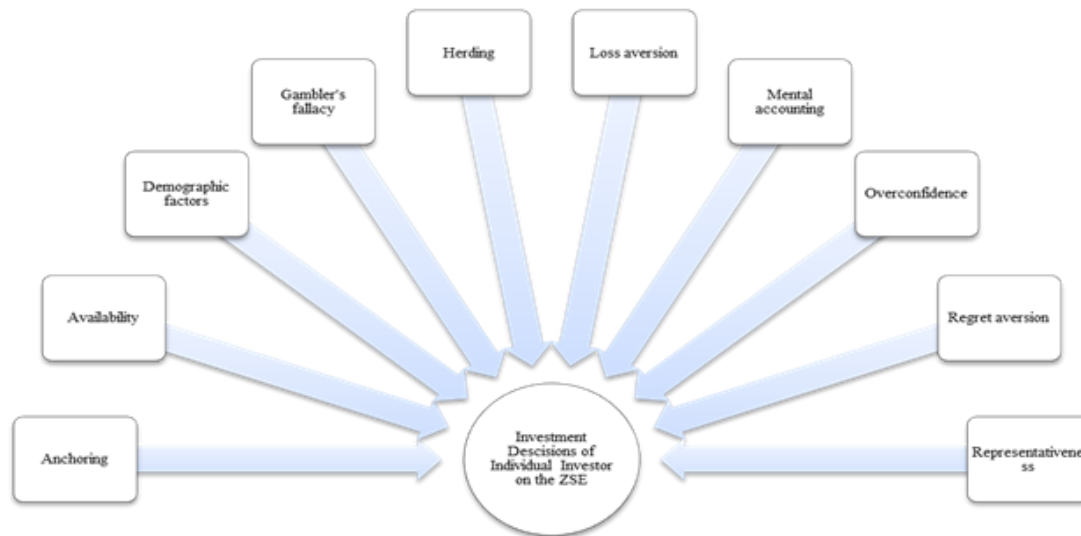 Herding
Loss aversion
Gambler's
fallacy
Mental
accounting
Demographic
factors
Overconfidence
Availability
Regret aversion
Anchoring
Investment
Descisions of
Individual Investor
on the ZSE
Representativene
ss